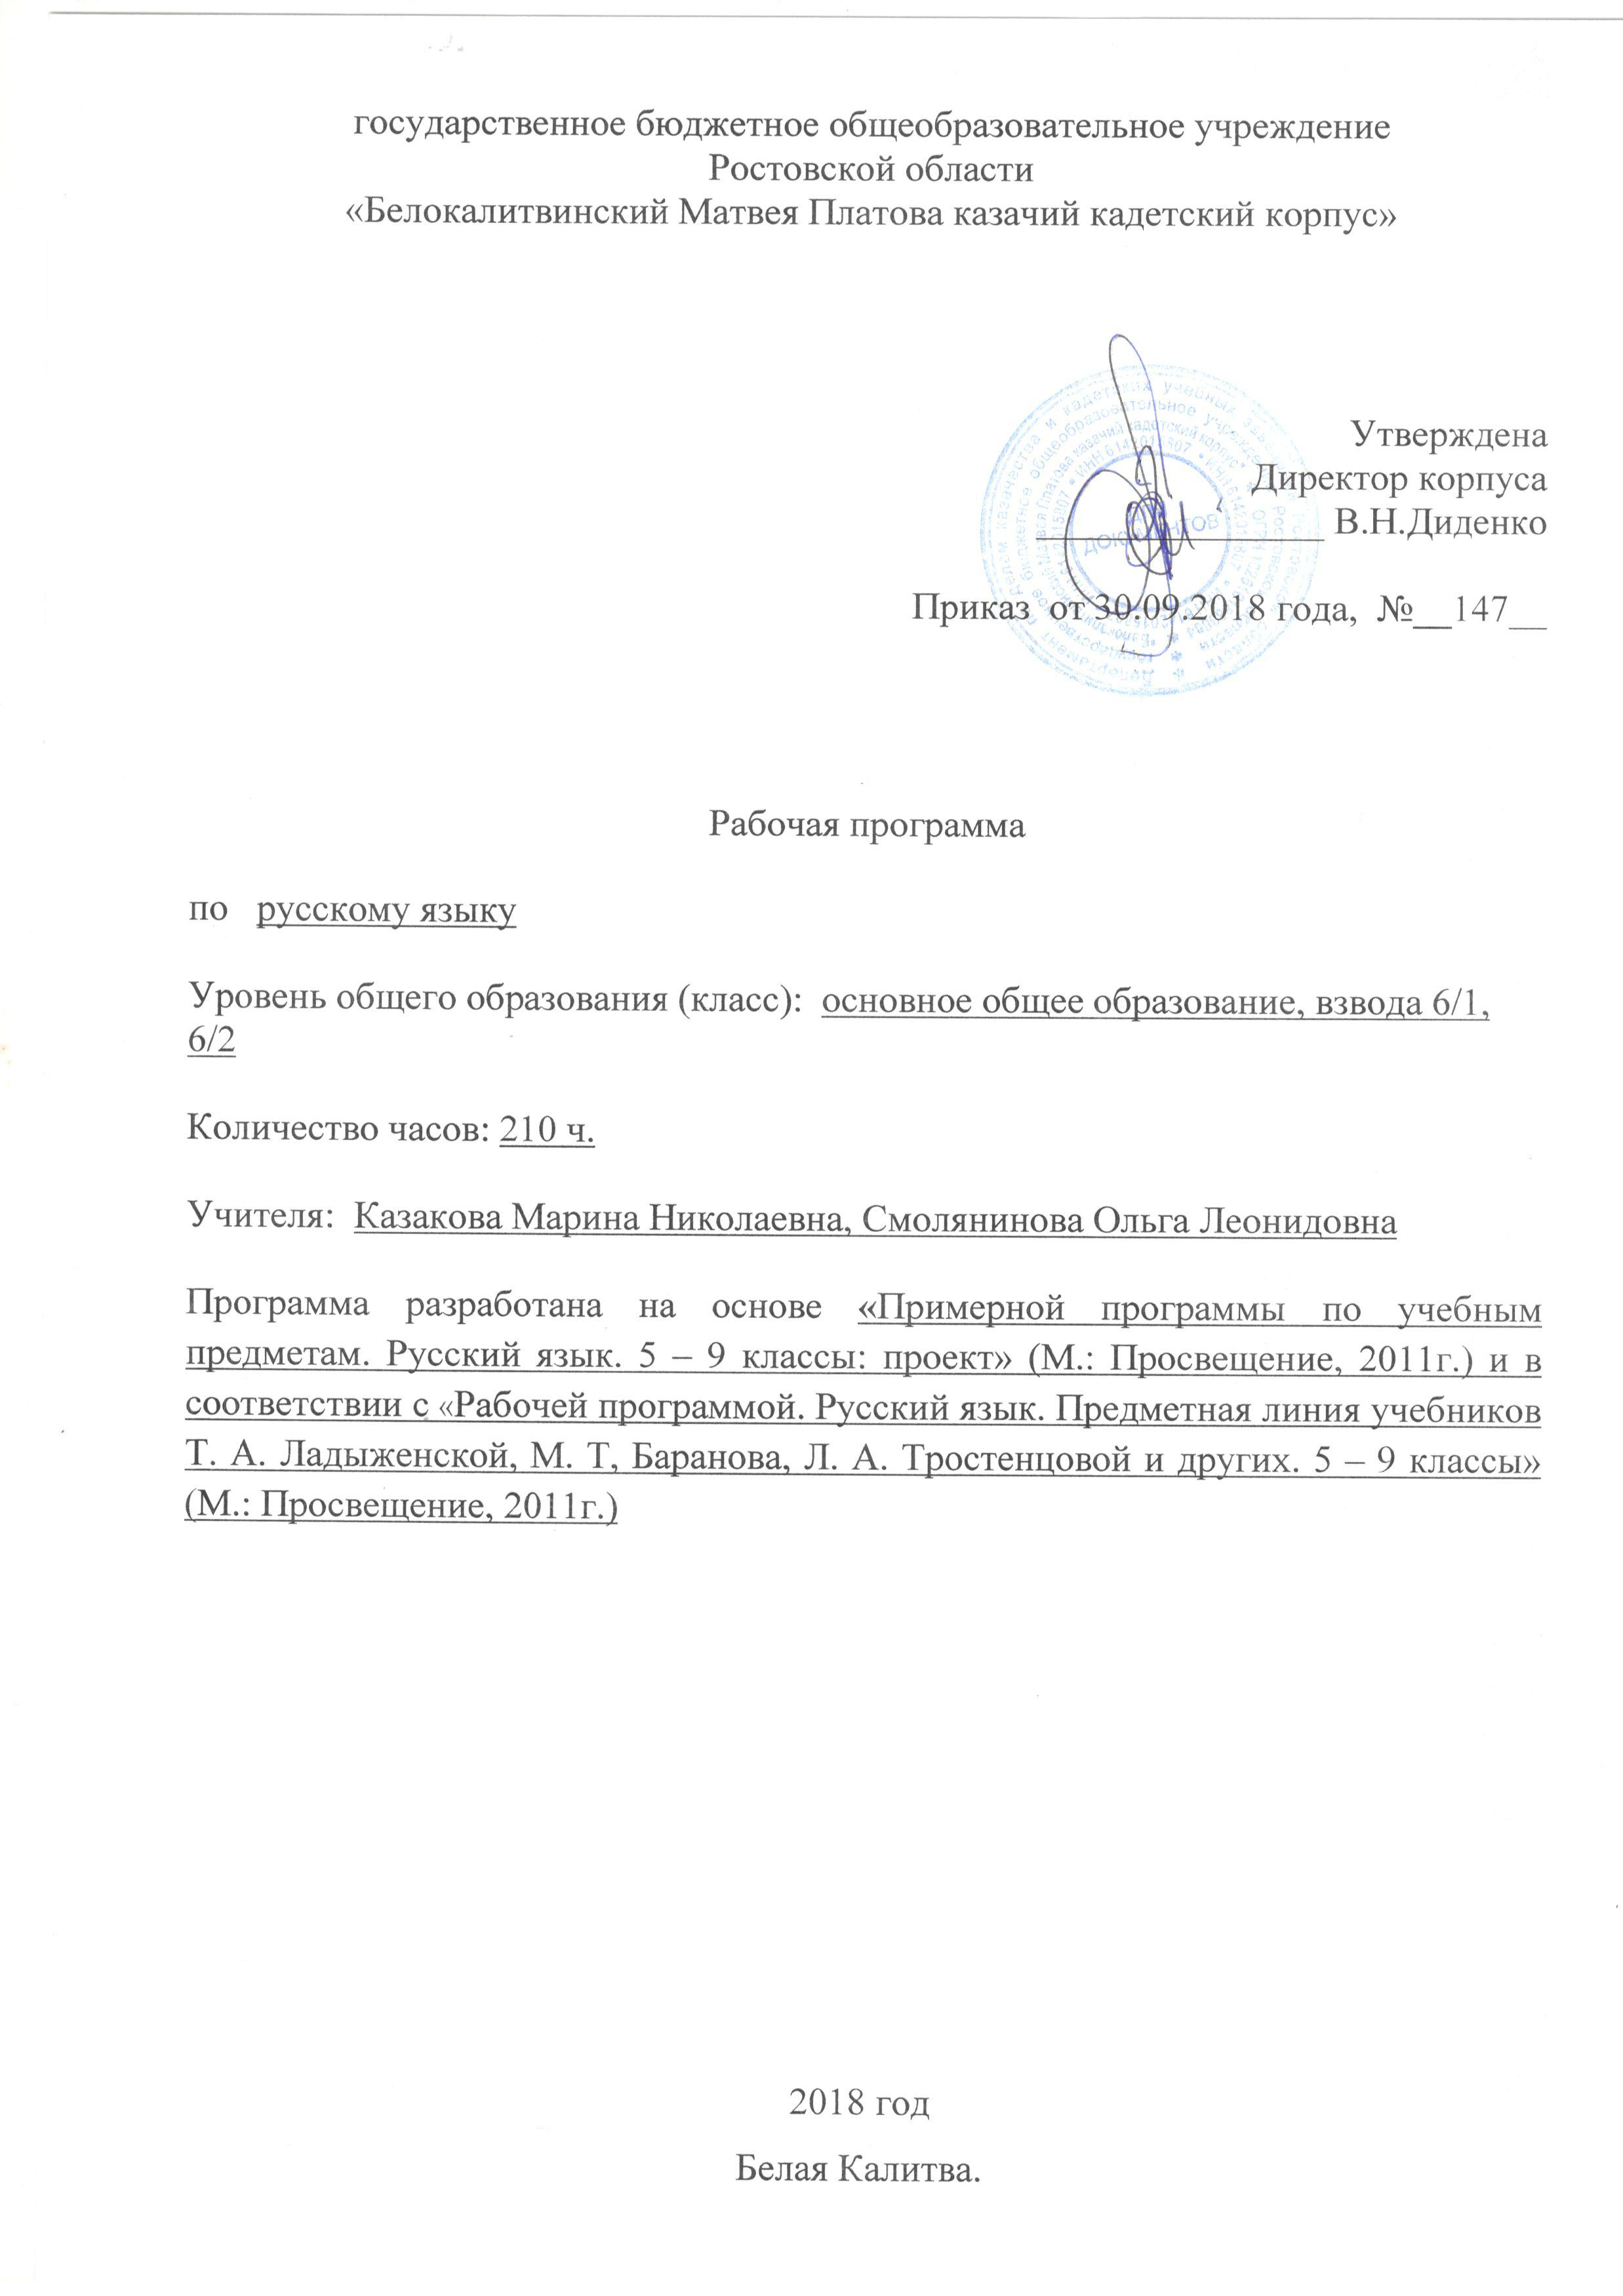 государственное бюджетное общеобразовательное учреждение
Ростовской области
«Белокалитвинский Матвея Платова казачий кадетский корпус»
Утверждена
Директор корпуса
_______________ В.Н.Диденко
ДОКУМЕНТОВ
Приказ от 30.09.2018 года, №__147__
Рабочая программа
по русскому языку
Уровень общего образования (класс): основное общее образование, взвода 6/1,
6/2
Количество часов: 210 ч.
Учителя: Казакова Марина Николаевна, Смолянинова Ольга Леонидовна
Программа разработана на основе «Примерной программы по учебным
предметам. Русский язык. 5 – 9 классы: проект» (М.: Просвещение, 2011г.) и в
соответствии с «Рабочей программой. Русский язык. Предметная линия учебников
Т. А. Ладыженской, М. Т, Баранова, Л. А. Тростенцовой и других. 5 – 9 классы»
(М.: Просвещение, 2011г.)
2018 год
Белая Калитва.